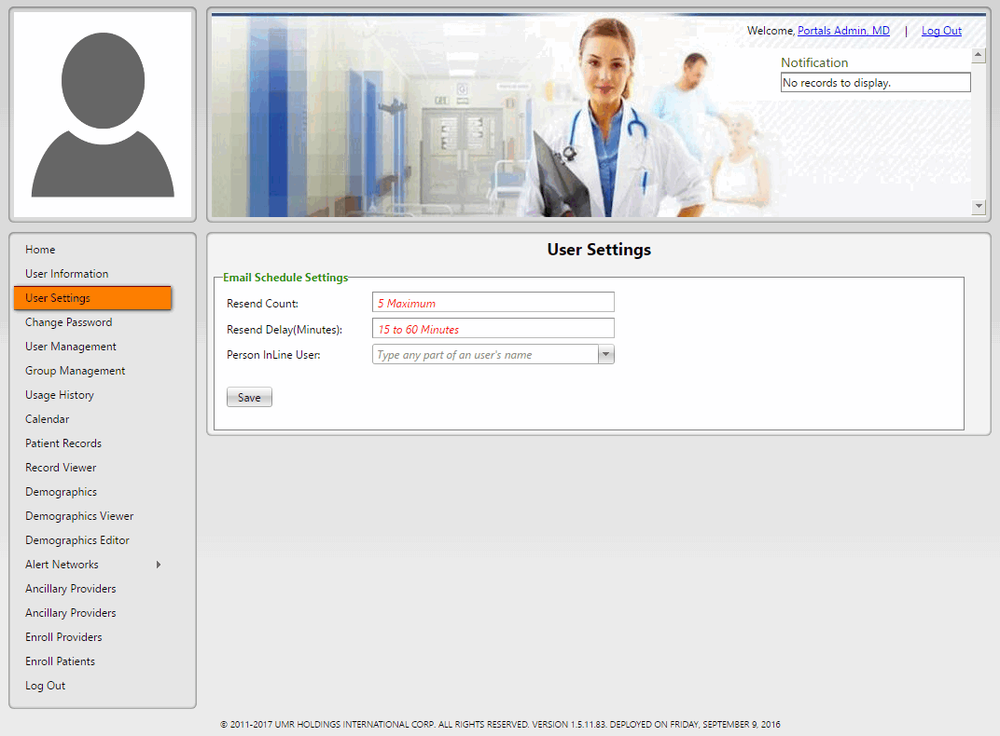 Welcome, Portals Admin, MD | Log Out
Notification
No records to display.
Home
User Information
User Settings
Change Password
User Management
Group Management
Usage History
Calendar
Patient Records
Record Viewer
Demographics
Demographics Viewer
Demographics Editor
Alert Networks
Ancillary Providers
Ancillary Providers
Enroll Providers
Enroll Patients
Log Out
User Settings
Email Schedule Settings
Resend Count: 5 Maximum
Resend Delay(Minutes): 15 to 60 Minutes
Person InLine User: Type any part of an user's name
Save
© 2011-2017 UMR HOLDINGS INTERNATIONAL CORP. ALL RIGHTS RESERVED. VERSION 1.5.11.83. DEPLOYED ON FRIDAY, SEPTEMBER 9, 2016